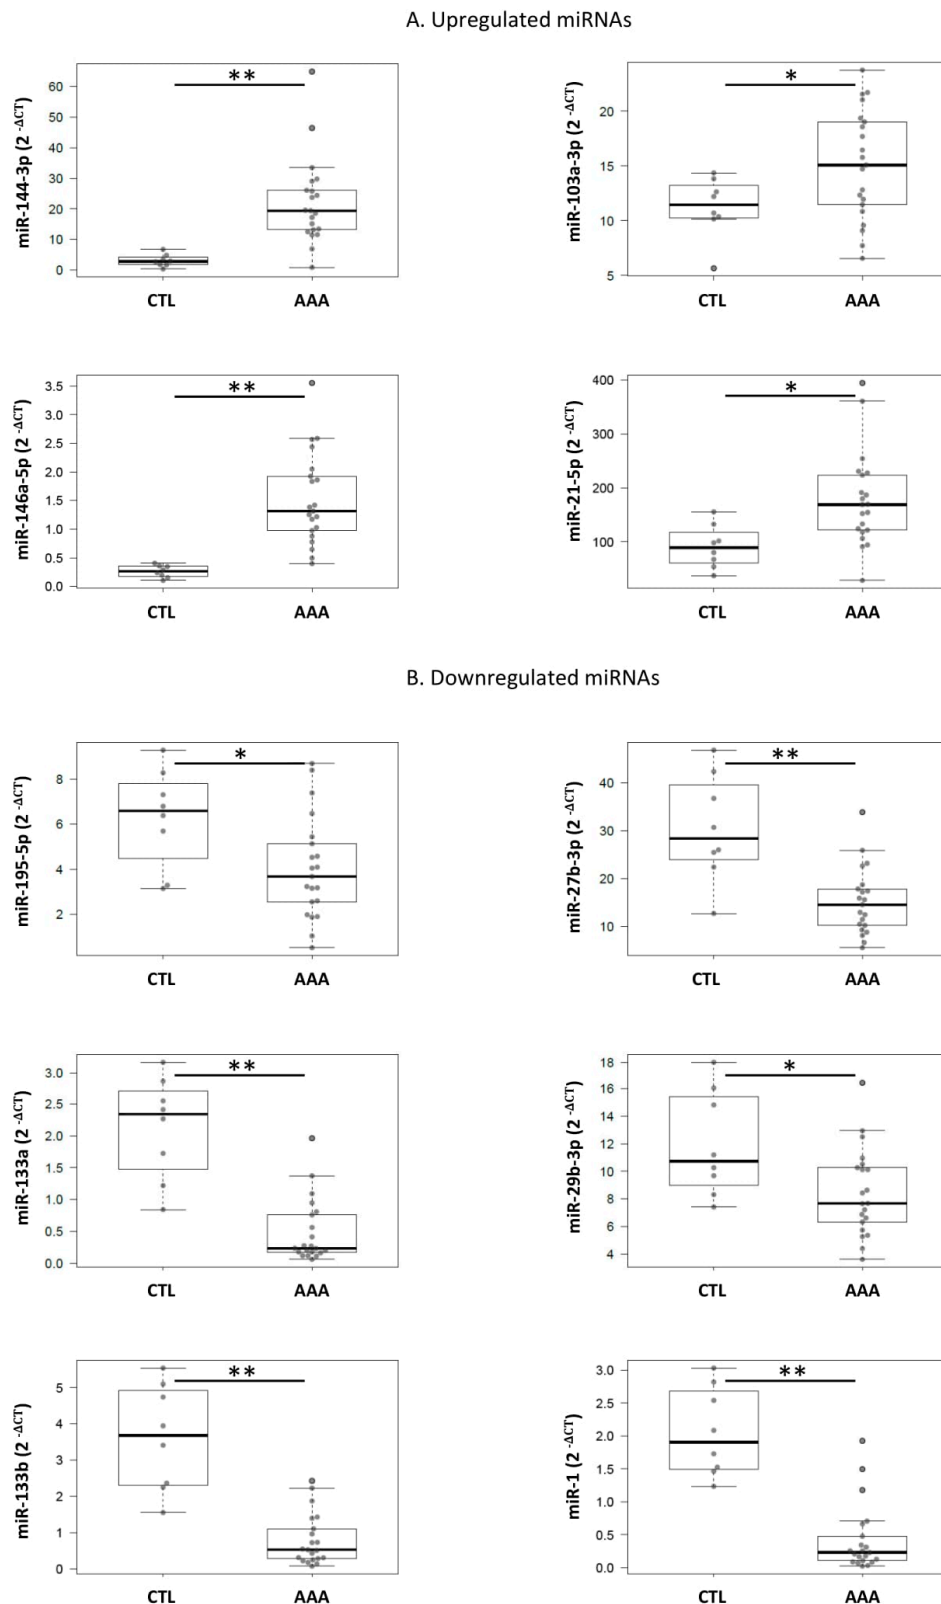 A. Upregulated miRNAs
miR-144-3p (2 -ΔCT)
60
50
40
30
20
10
0
**
CTL
AAA
miR-103a-3p (2 -ΔCT)
20
15
10
5
*
CTL
AAA
miR-146a-5p (2 -ΔCT)
3.5
3.0
2.5
2.0
1.5
1.0
0.5
0.0
**
CTL
AAA
miR-21-5p (2 -ΔCT)
400
300
200
100
*
CTL
AAA
B. Downregulated miRNAs
miR-195-5p (2 -ΔCT)
8
6
4
2
*
CTL
AAA
miR-27b-3p (2 -ΔCT)
40
30
20
10
**
CTL
AAA
miR-133a (2 -ΔCT)
3.0
2.5
2.0
1.5
1.0
0.5
0.0
**
CTL
AAA
miR-29b-3p (2 -ΔCT)
18
16
14
12
10
8
6
4
*
CTL
AAA
miR-133b (2 -ΔCT)
5
4
3
2
1
0
**
CTL
AAA
miR-1 (2 -ΔCT)
3.0
2.5
2.0
1.5
1.0
0.5
0.0
**
CTL
AAA